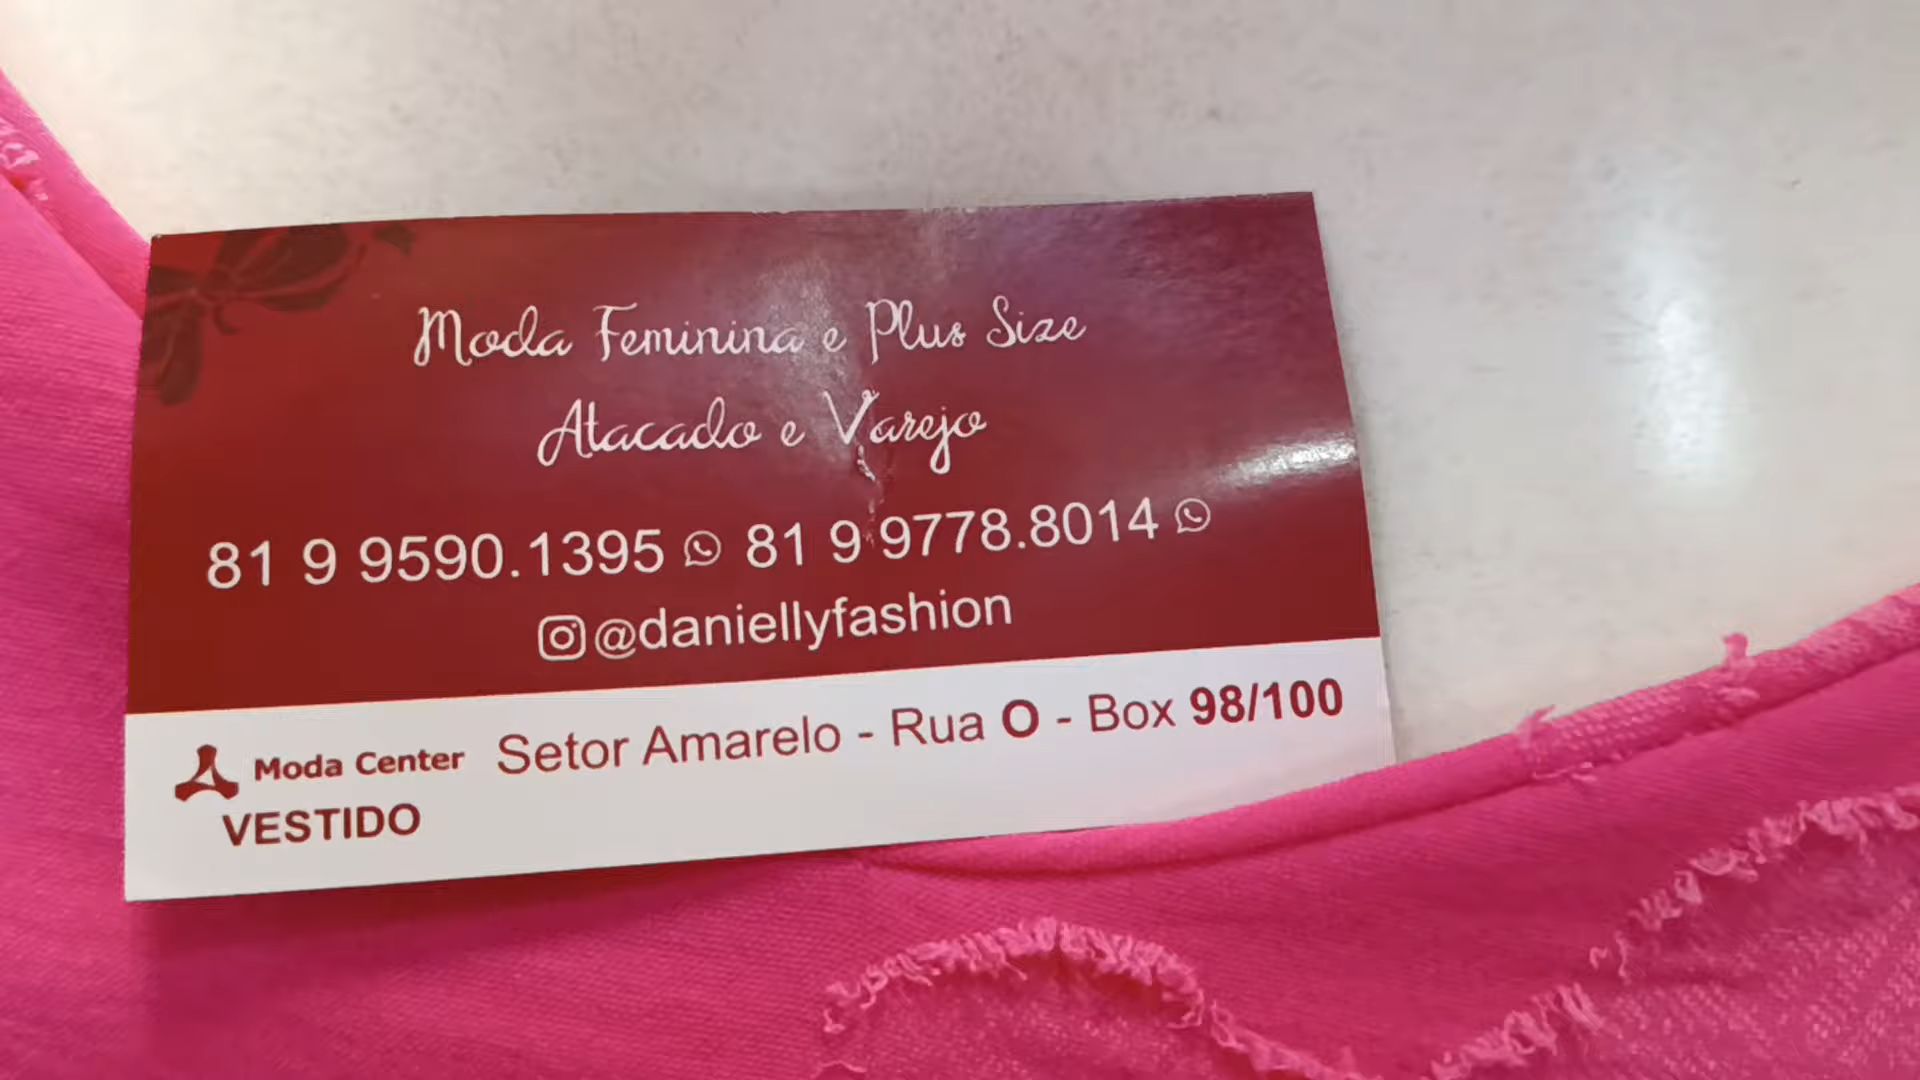 Moda Feminina e Plus Size
Atacado e Varejo
81 9 9590.1395 81 9 9778.8014
@daniellyfashion
Moda Center Setor Amarelo - Rua O - Box 98/100
VESTIDO